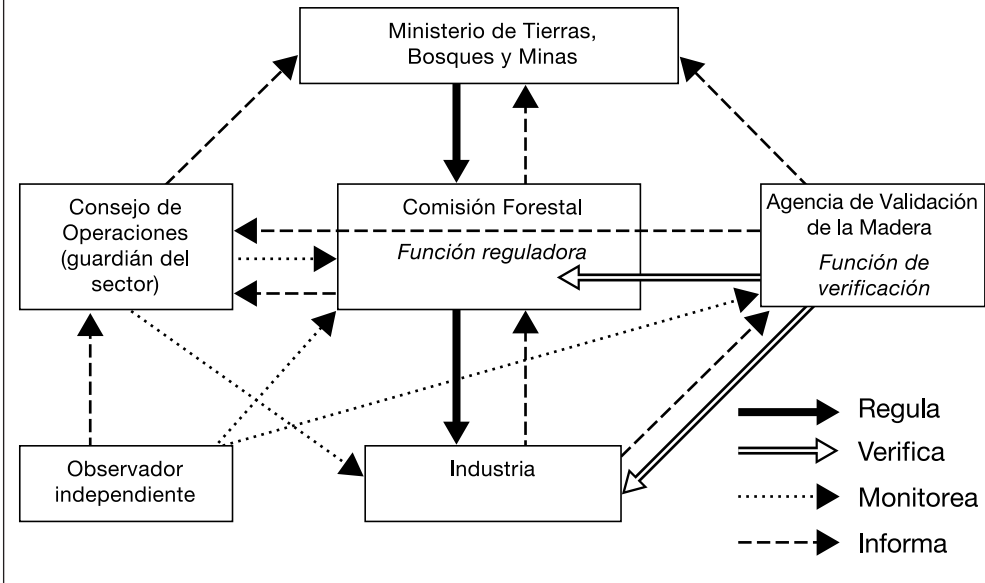 Ministerio de Tierras,
Bosques y Minas
Consejo de
Operaciones
(guardián del
sector)
Comisión Forestal
Función reguladora
Agencia de Validación
de la Madera
Función de
verificación
Observador
independiente
Industria
Regula
Verifica
Monitorea
Informa